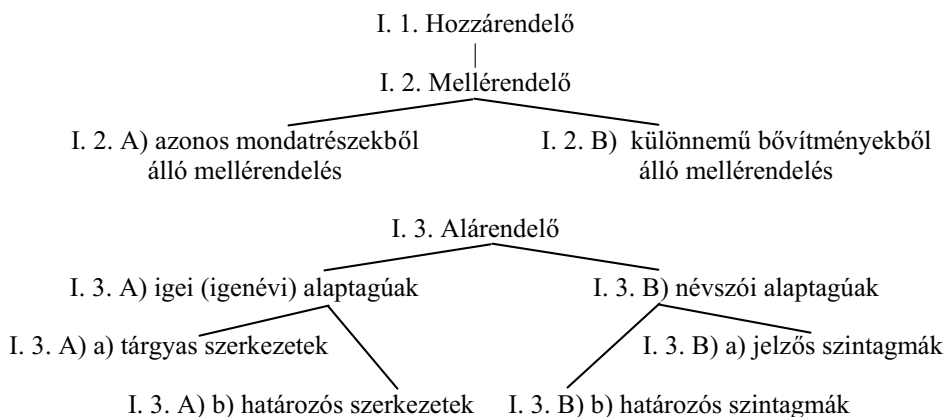 I. 1. Hozzárendelő
I. 2. Mellérendelő
I. 2. A) azonos mondatrészekből
álló mellérendelés
I. 2. B) különnemű bővítményekből
álló mellérendelés
I. 3. Alárendelő
I. 3. A) igei (igenévi) alaptagúak
I. 3. B) névszói alaptagúak
I. 3. A) a) tárgyas szerkezetek
I. 3. B) a) jelzős szintagmák
I. 3. A) b) határozós szerkezetek
I. 3. B) b) határozós szintagmák